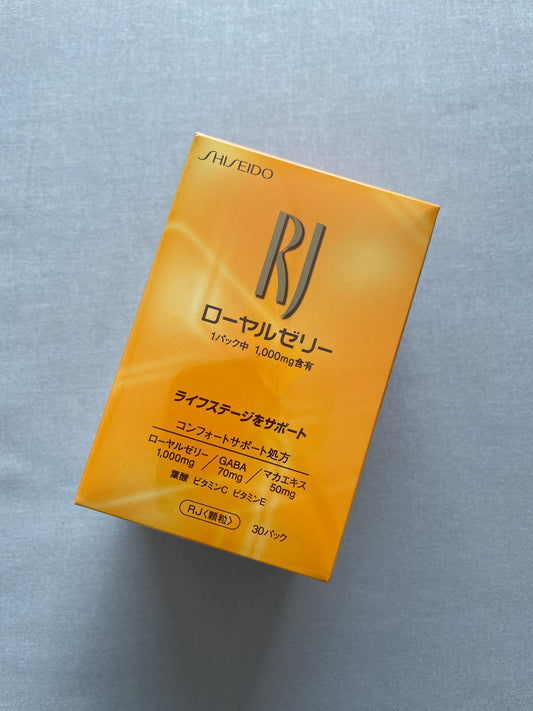 SHISEIDO
RJ
ローヤルゼリー
1パック中 1,000mg含有
ライフステージをサポート
コンフォートサポート処方
ローヤルゼリー 1,000mg / GABA 70mg / マカエキス 50mg
葉酸 ビタミンC ビタミンE
RJ〈顆粒〉 30パック